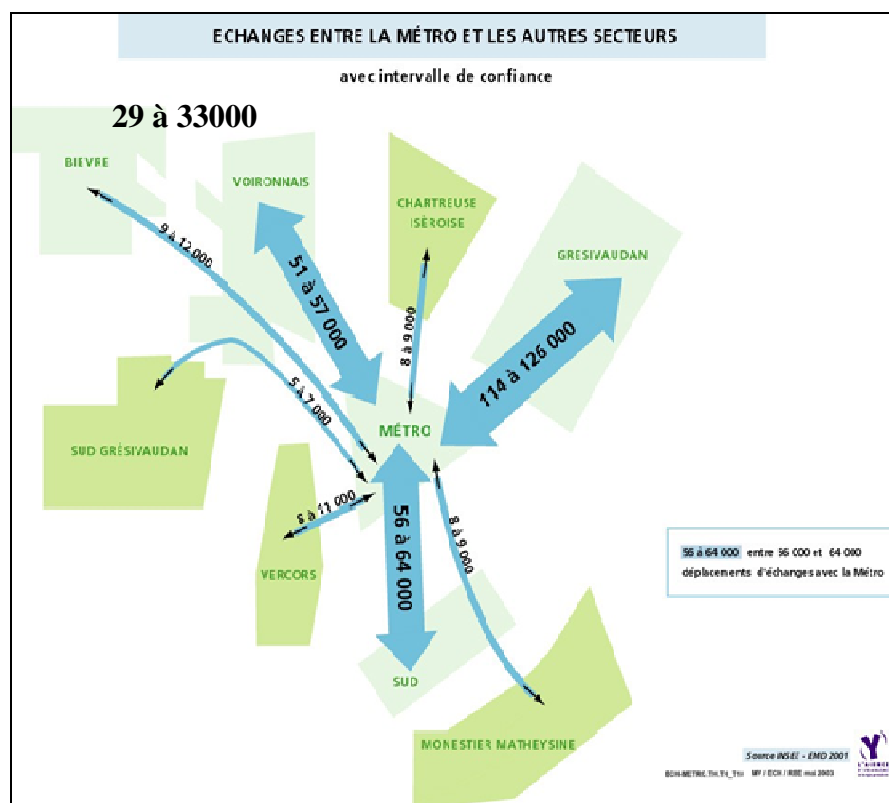 ECHANGES ENTRE LA MÉTRO ET LES AUTRES SECTEURS
avec intervalle de confiance
29 à 33000
BIEVRE
VOIRONNAIS
CHARTREUSE
ISÈROISE
GRESIVAUDAN
9 à 12 000
51 à 57 000
8 à 9 000
114 à 126 000
5 à 7 000
MÉTRO
SUD GRÉSIVAUDAN
à 11 000
56 à 64 000
8 à 9 000
VERCORS
SUD
MONESTIER MATHEYSINE
56 à 64 000 entre 56 000 et 64 000
déplacements d'échanges avec la Métro
Source INSEE - EMD 2001
mai 2003